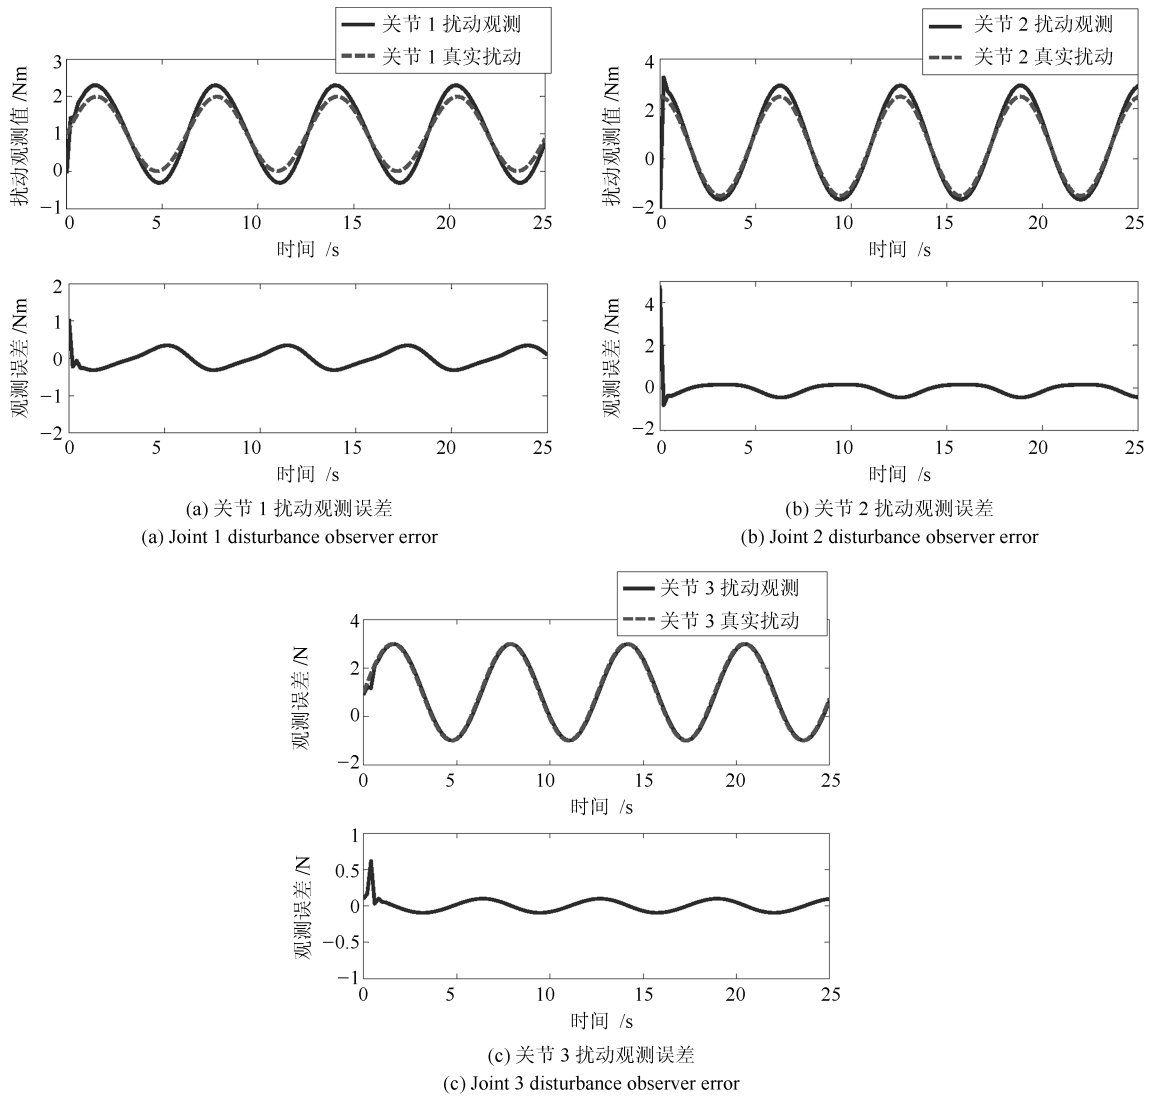 关节 1 扰动观测
关节 1 真实扰动
扰动观测值 /Nm
3
2
1
0
−1
0 5 10 15 20 25
时间 /s
观测误差 /Nm
2
1
0
−1
−2
0 5 10 15 20 25
时间 /s
(a) 关节 1 扰动观测误差
(a) Joint 1 disturbance observer error
关节 2 扰动观测
关节 2 真实扰动
扰动观测值 /Nm
4
2
0
−2
0 5 10 15 20 25
时间 /s
观测误差 /Nm
4
2
0
−2
0 5 10 15 20 25
时间 /s
(b) 关节 2 扰动观测误差
(b) Joint 2 disturbance observer error
关节 3 扰动观测
关节 3 真实扰动
观测误差 /N
4
2
0
−2
0 5 10 15 20 25
时间 /s
观测误差 /N
1
0.5
0
−0.5
−1
0 5 10 15 20 25
时间 /s
(c) 关节 3 扰动观测误差
(c) Joint 3 disturbance observer error